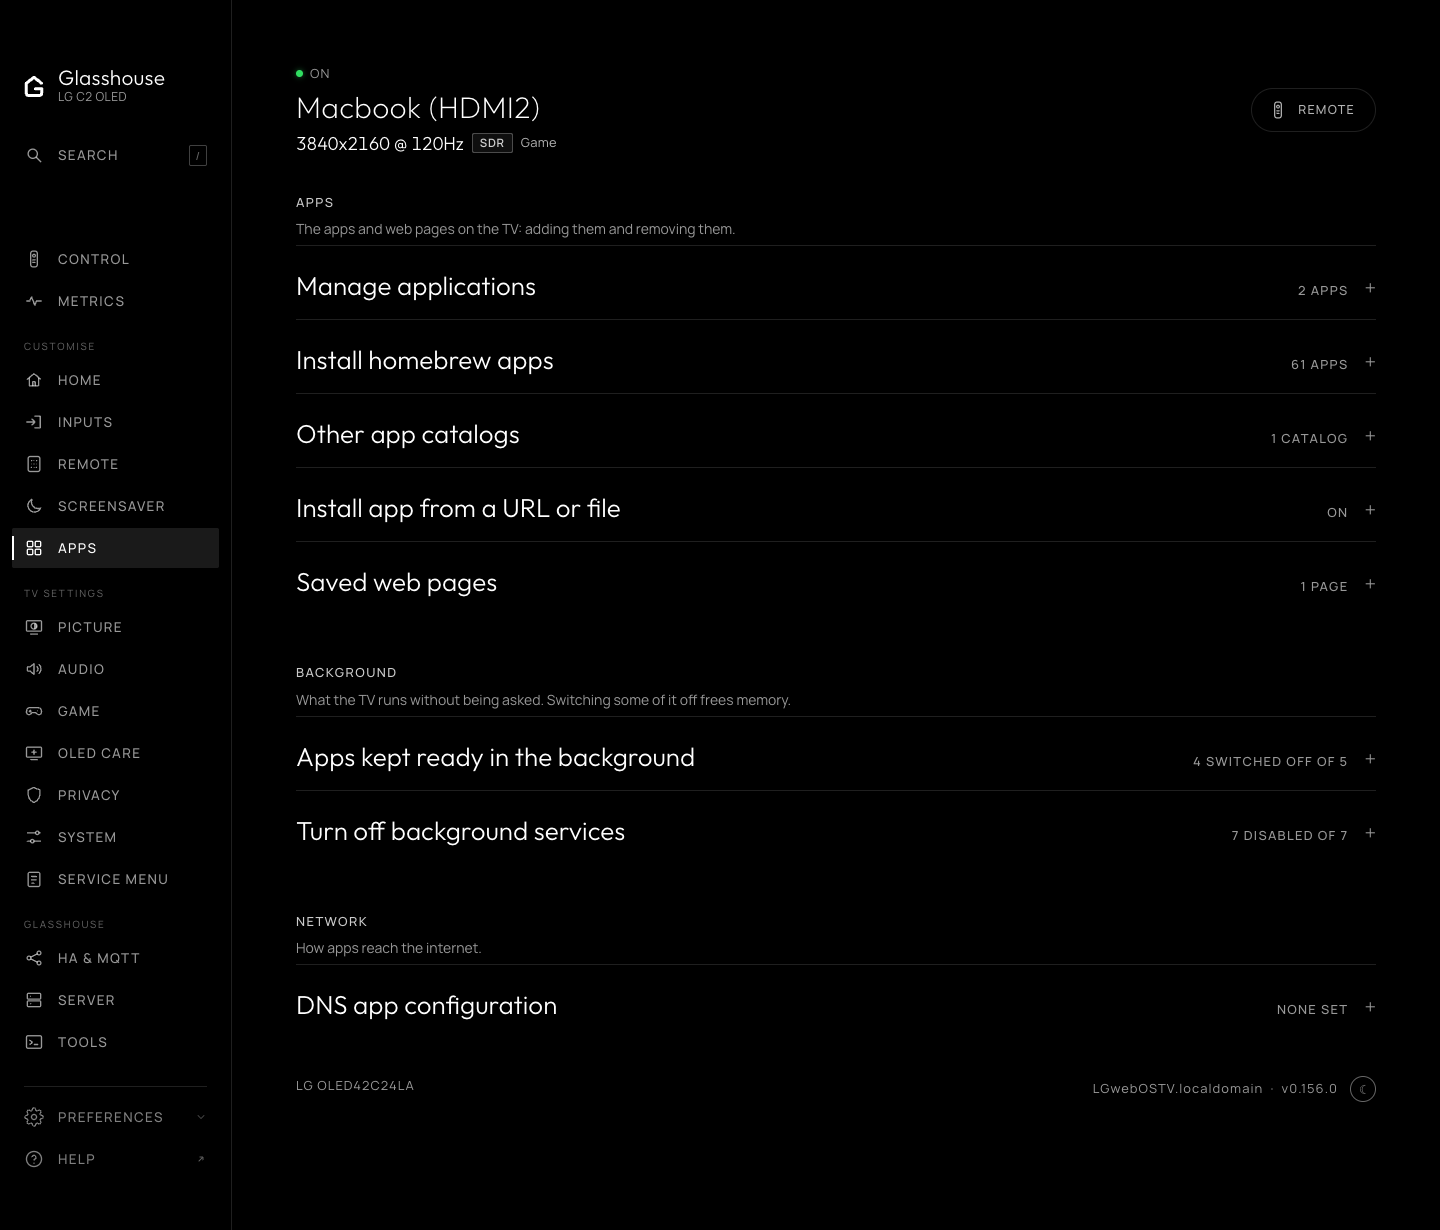 Glasshouse
LG C2 OLED
SEARCH /
CONTROL
METRICS
CUSTOMISE
HOME
INPUTS
REMOTE
SCREENSAVER
APPS
TV SETTINGS
PICTURE
AUDIO
GAME
OLED CARE
PRIVACY
SYSTEM
SERVICE MENU
GLASSHOUSE
HA & MQTT
SERVER
TOOLS
PREFERENCES
HELP
ON
Macbook (HDMI2)
3840x2160 @ 120Hz SDR Game
REMOTE
APPS
The apps and web pages on the TV: adding them and removing them.
Manage applications 2 APPS +
Install homebrew apps 61 APPS +
Other app catalogs 1 CATALOG +
Install app from a URL or file ON +
Saved web pages 1 PAGE +
BACKGROUND
What the TV runs without being asked. Switching some of it off frees memory.
Apps kept ready in the background 4 SWITCHED OFF OF 5 +
Turn off background services 7 DISABLED OF 7 +
NETWORK
How apps reach the internet.
DNS app configuration NONE SET +
LG OLED42C24LA LGwebOSTV.localdomain · v0.156.0